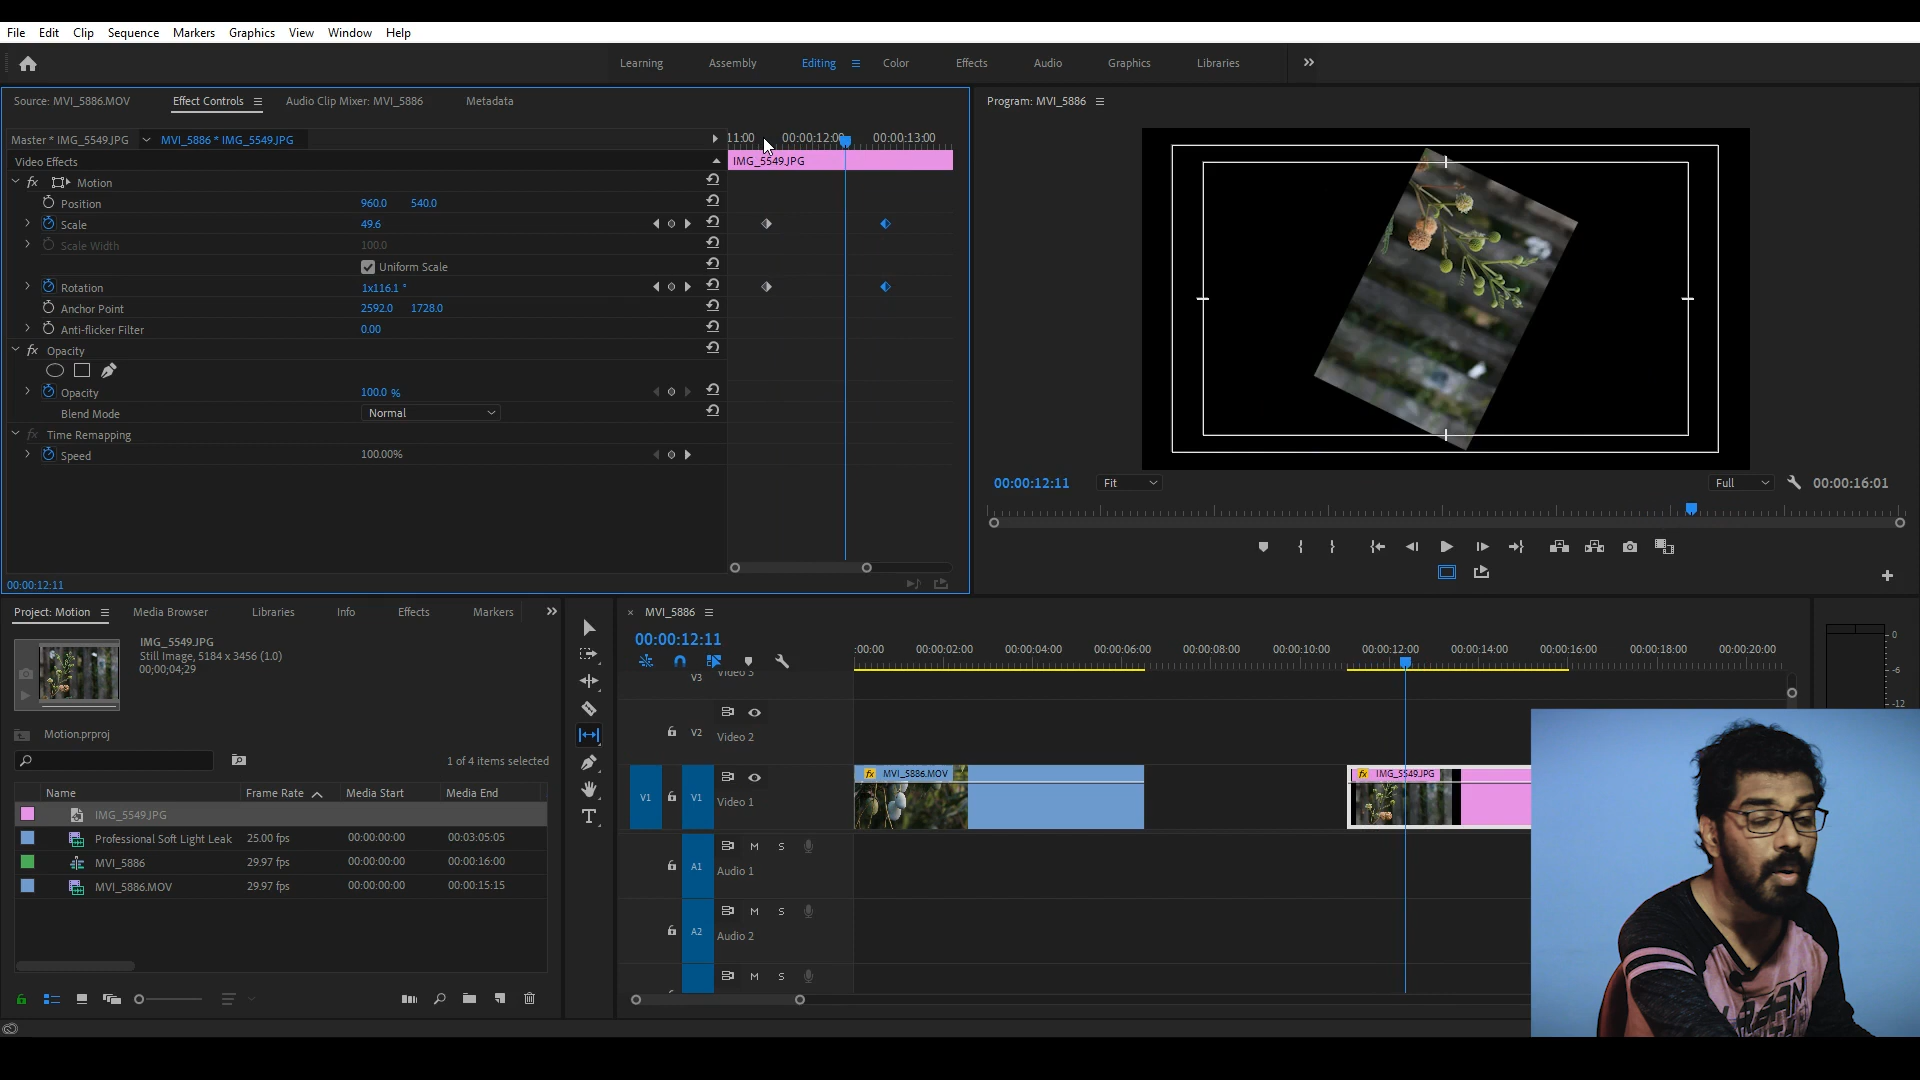 File Edit Clip Sequence Markers Graphics View Window Help
Learning Assembly Editing Color Effects Audio Graphics Libraries
Source: MVI_5886.MOV Effect Controls Audio Clip Mixer: MVI_5886 Metadata
Program: MVI_5886
Master * IMG_5549.JPG MVI_5886 * IMG_5549.JPG
11:00 00:00:12:00 00:00:13:00
Video Effects
IMG_5549.JPG
fx Motion
Position 960.0 540.0
Scale 49.6
Scale Width 100.0
Uniform Scale
Rotation 1x116.1 °
Anchor Point 2592.0 1728.0
Anti-flicker Filter 0.00
fx Opacity
Opacity 100.0 %
Blend Mode Normal
fx Time Remapping
Speed 100.00%
00:00:12:11 Fit Full 00:00:16:01
00:00:12:11
Project: Motion Media Browser Libraries Info Effects Markers
IMG_5549.JPG
Still Image, 5184 x 3456 (1.0)
00;00;04;29
Motion.prproj
1 of 4 items selected
Name Frame Rate Media Start Media End
IMG_5549.JPG
Professional Soft Light Leak 25.00 fps 00:00:00:00 00:03:05:05
MVI_5886 29.97 fps 00:00:00:00 00:00:16:00
MVI_5886.MOV 29.97 fps 00:00:00:00 00:00:15:15
× MVI_5886
00:00:12:11
:00:00 00:00:02:00 00:00:04:00 00:00:06:00 00:00:08:00 00:00:10:00 00:00:12:00 00:00:14:00 00:00:16:00 00:00:18:00 00:00:20:00
V3 Video 3
V2 Video 2
V1 V1 Video 1
fx MVI_5886.MOV
fx IMG_5549.JPG
A1 M S Audio 1
A2 M S Audio 2
M S
T
0
-6
-12